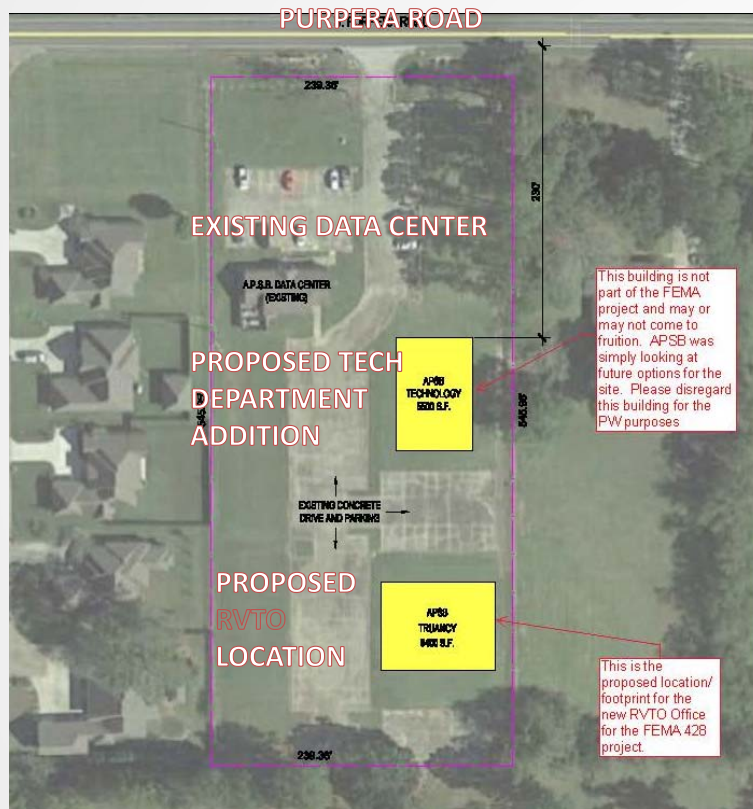 PURPERA ROAD
239.36'
230'
EXISTING DATA CENTER
A.P.S.B. DATA CENTER
(EXISTING)
This building is not
part of the FEMA
project and may or
may not come to
fruition. APSB was
simply looking at
future options for the
site. Please disregard
this building for the
PW purposes
PROPOSED TECH
DEPARTMENT
ADDITION
APSB
TECHNOLOGY
5500 S.F.
EXISTING CONCRETE
DRIVE AND PARKING
PROPOSED
RVTO
LOCATION
APSB
TRUANCY
S.F.
This is the
proposed location/
footprint for the
new RVTO Office
for the FEMA 428
project.
239.36'